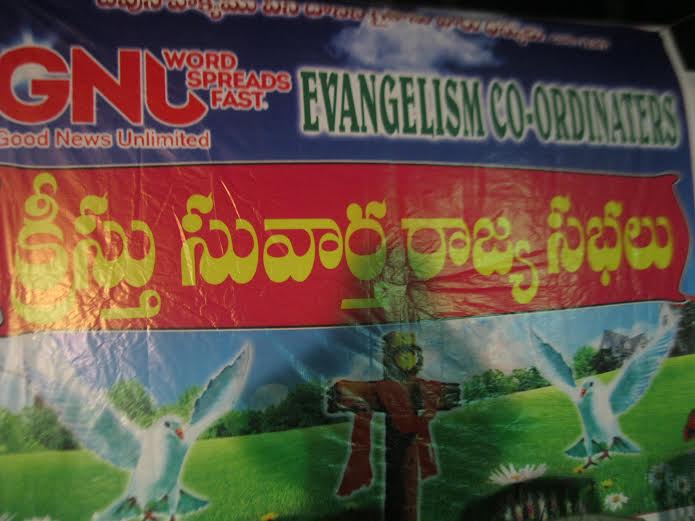 GNU WORD SPREADS FAST.
Good News Unlimited
EVANGELISM CO-ORDINATERS
క్రీస్తు సువార్త రాజ్య సభలు